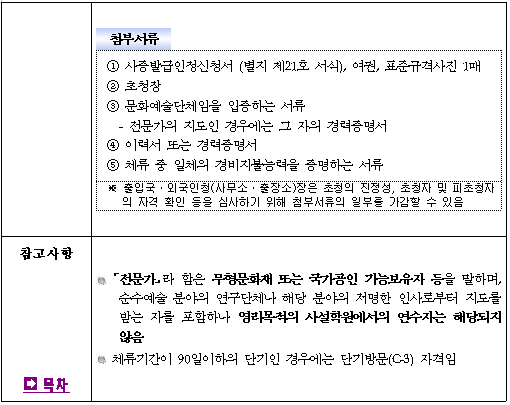 첨부서류
① 사증발급인정신청서 (별지 제21호 서식), 여권, 표준규격사진 1매
② 초청장
③ 문화예술단체임을 입증하는 서류
- 전문가의 지도인 경우에는 그 자의 경력증명서
④ 이력서 또는 경력증명서
⑤ 체류 중 일체의 경비지불능력을 증명하는 서류
※ 출입국·외국인청(사무소·출장소)장은 초청의 진정성, 초청자 및 피초청자
의 자격 확인 등을 심사하기 위해 첨부서류의 일부를 가감할 수 있음
참고사항
「전문가」라 함은 무형문화재 또는 국가공인 기능보유자 등을 말하며,
순수예술 분야의 연구단체나 해당 분야의 저명한 인사로부터 지도를
받는 자를 포함하나 영리목적의 사설학원에서의 연수자는 해당되지
않음
체류기간이 90일이하의 단기인 경우에는 단기방문(C-3) 자격임
목차